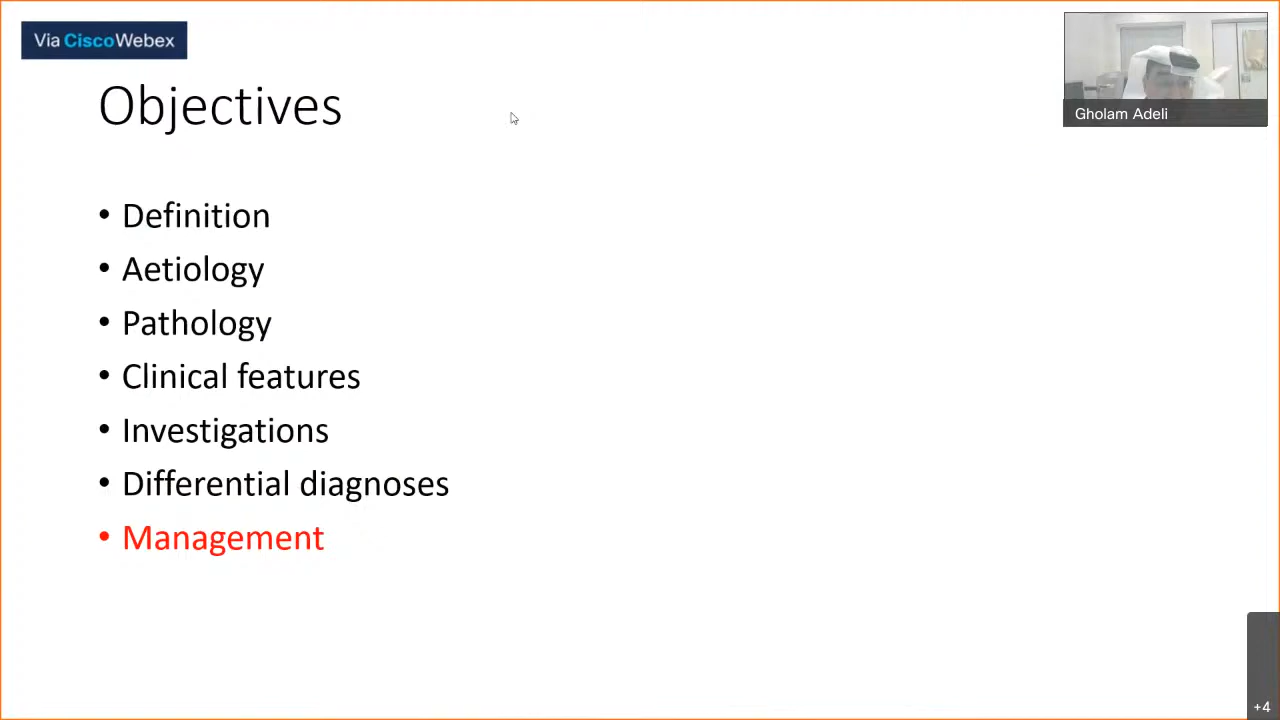 Via CiscoWebex
Gholam Adeli
Objectives
• Definition
• Aetiology
• Pathology
• Clinical features
• Investigations
• Differential diagnoses
• Management
+4